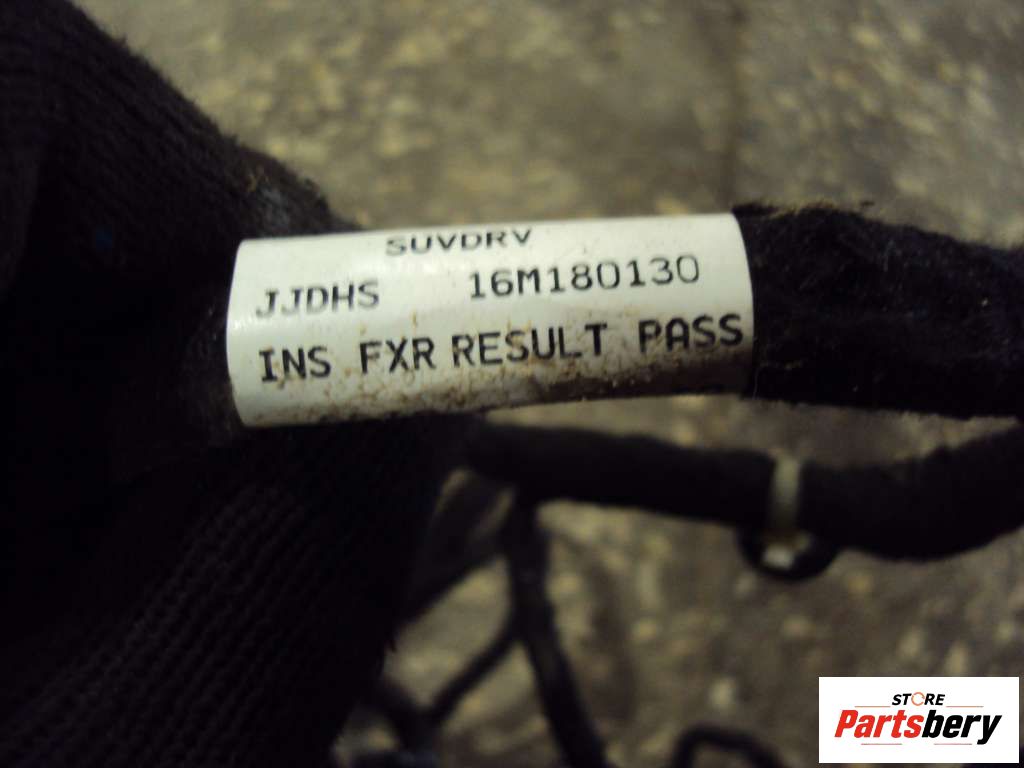 SUVDRV
JJDHS 16M180130
INS FXR RESULT PASS
STORE
Partsbery